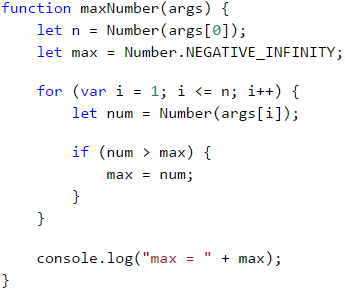 function maxNumber(args) {
    let n = Number(args[0]);
    let max = Number.NEGATIVE_INFINITY;

    for (var i = 1; i <= n; i++) {
        let num = Number(args[i]);

        if (num > max) {
            max = num;
        }
    }

    console.log("max = " + max);
}